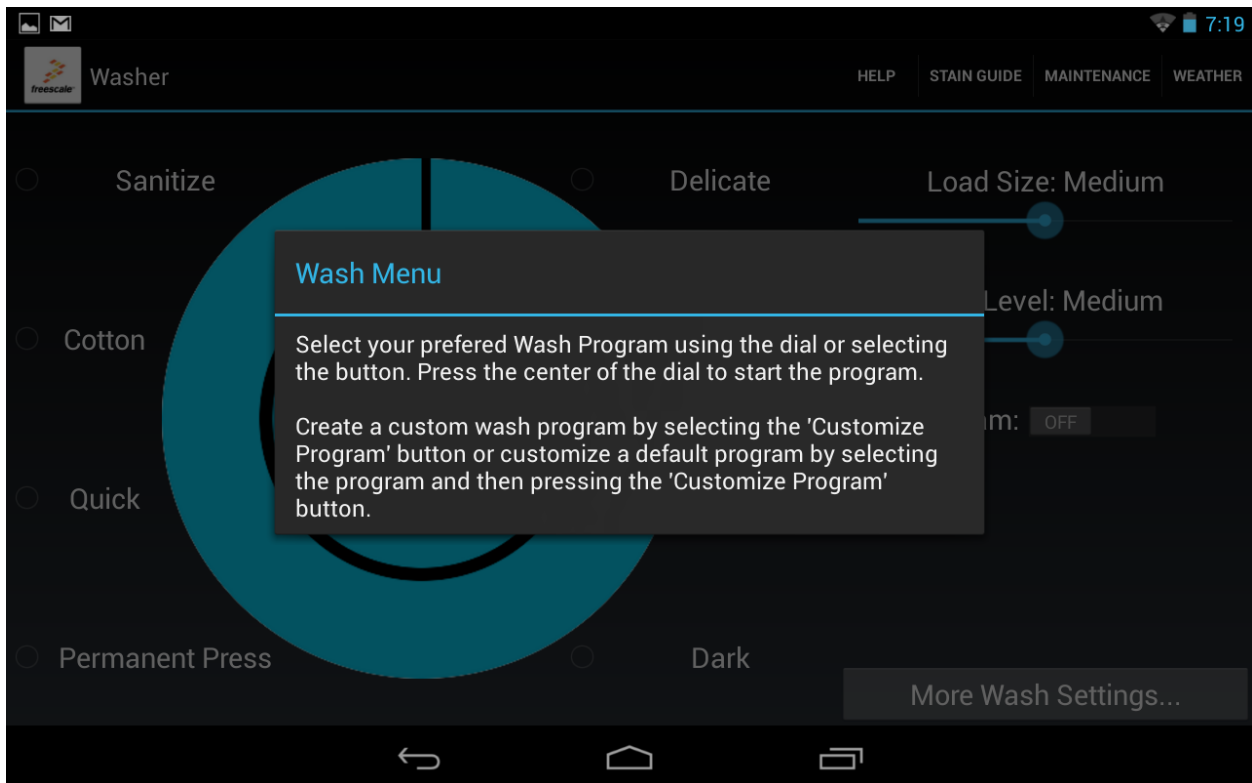 7:19
freescale
Washer
HELP
STAIN GUIDE
MAINTENANCE
WEATHER
Sanitize
Delicate
Load Size: Medium
Wash Menu
Level: Medium
Cotton
Select your prefered Wash Program using the dial or selecting
the button. Press the center of the dial to start the program.
Create a custom wash program by selecting the 'Customize
Program' button or customize a default program by selecting
the program and then pressing the 'Customize Program'
button.
OFF
Quick
Permanent Press
Dark
More Wash Settings...